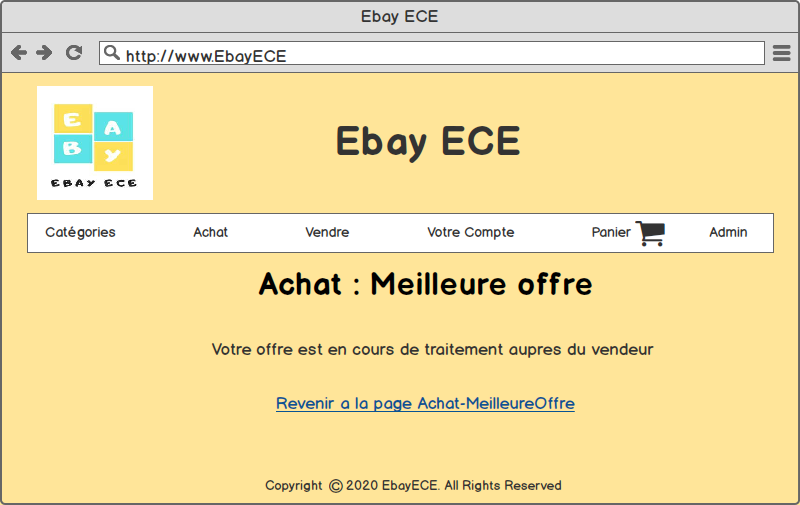 Ebay ECE
http://www.EbayECE
E A
B Y
EBAY ECE
Ebay ECE
Catégories Achat Vendre Votre Compte Panier Admin
Achat : Meilleure offre
Votre offre est en cours de traitement aupres du vendeur
Revenir a la page Achat-MeilleureOffre
Copyright © 2020 EbayECE. All Rights Reserved